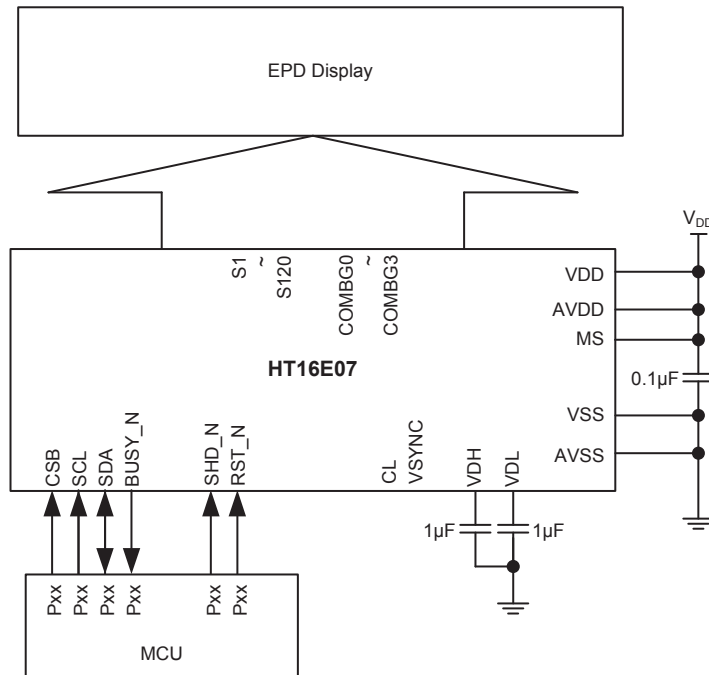 EPD Display
V_DD
S1
~
S120
COMBG0
~
COMBG3
VDD
AVDD
MS
HT16E07
0.1µF
VSS
AVSS
CSB
SCL
SDA
BUSY_N
SHD_N
RST_N
CL
VSYNC
VDH
VDL
1µF
1µF
Pxx
Pxx
Pxx
Pxx
Pxx
Pxx
MCU